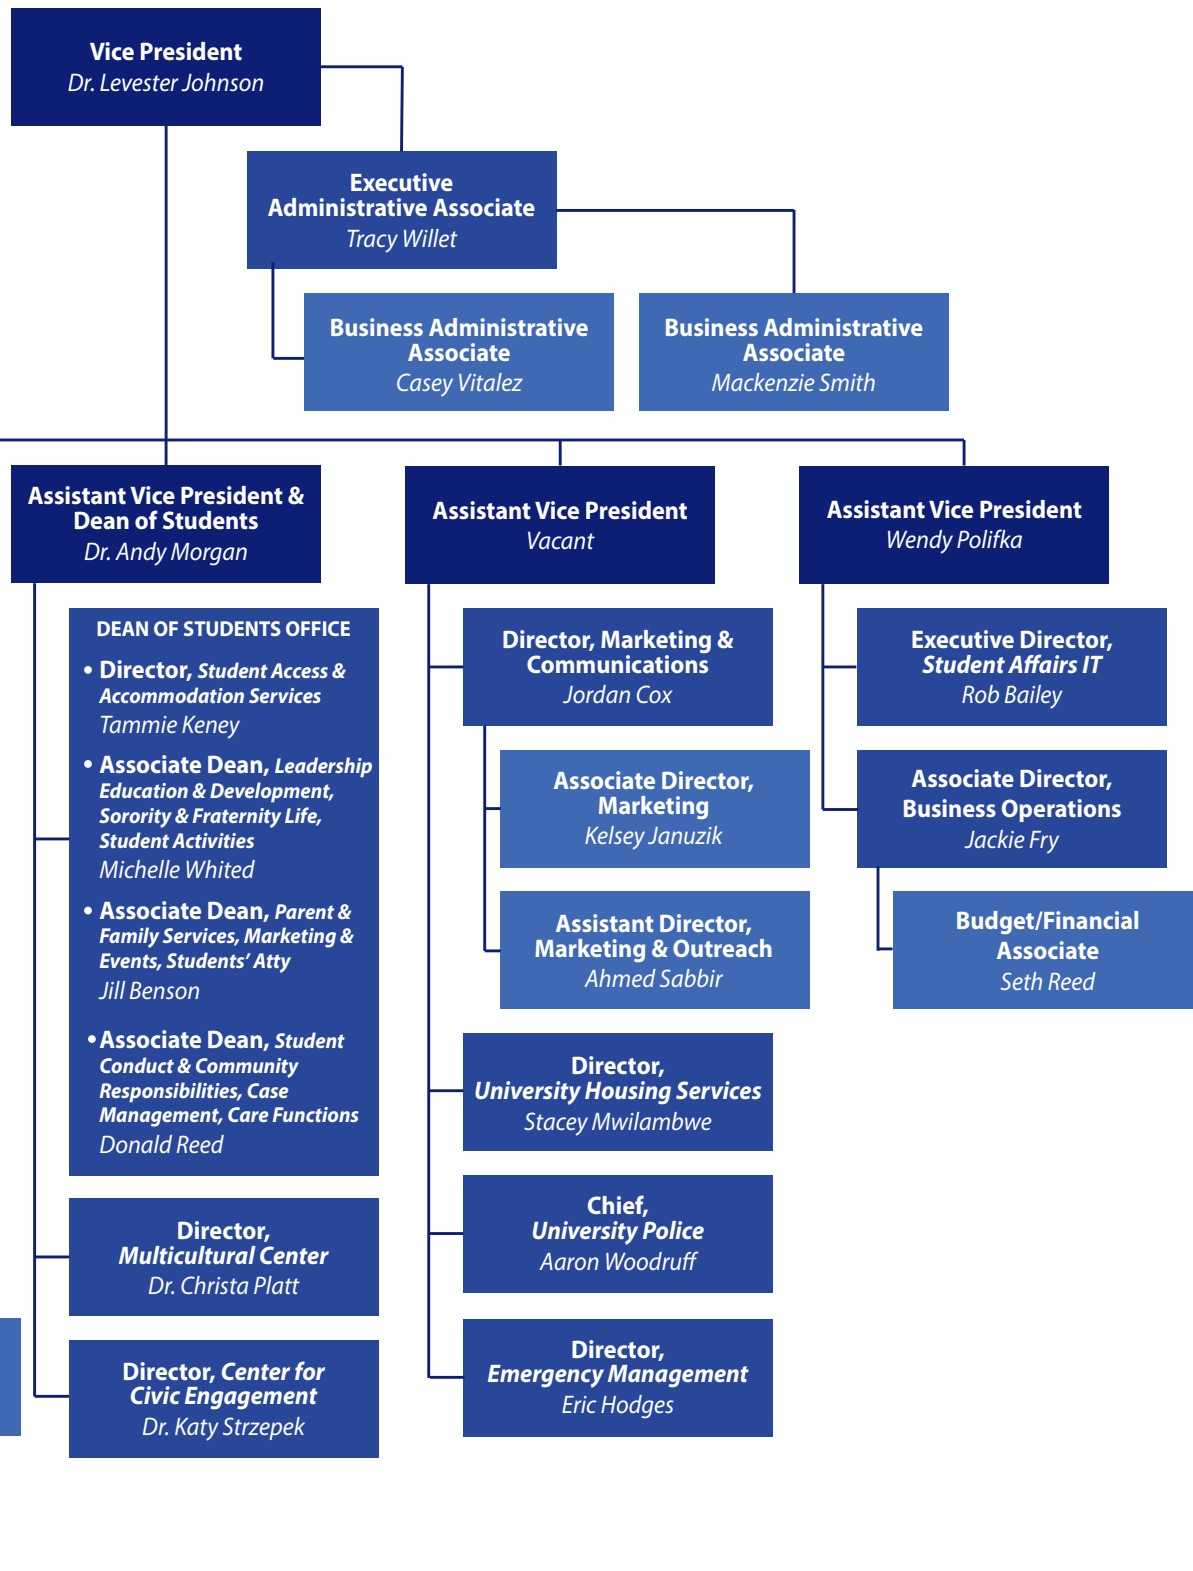 Vice President
Dr. Levester Johnson
Executive
Administrative Associate
Tracy Willet
Business Administrative
Associate
Casey Vitalez
Business Administrative
Associate
Mackenzie Smith
Assistant Vice President &
Dean of Students
Dr. Andy Morgan
DEAN OF STUDENTS OFFICE
• Director, Student Access &
Accommodation Services
Tammie Keney
• Associate Dean, Leadership
Education & Development,
Sorority & Fraternity Life,
Student Activities
Michelle Whited
• Associate Dean, Parent &
Family Services, Marketing &
Events, Students’ Atty
Jill Benson
• Associate Dean, Student
Conduct & Community
Responsibilities, Case
Management, Care Functions
Donald Reed
Director,
Multicultural Center
Dr. Christa Platt
Director, Center for
Civic Engagement
Dr. Katy Strzepek
Assistant Vice President
Vacant
Director, Marketing &
Communications
Jordan Cox
Associate Director,
Marketing
Kelsey Januzik
Assistant Director,
Marketing & Outreach
Ahmed Sabbir
Director,
University Housing Services
Stacey Mwilambwe
Chief,
University Police
Aaron Woodruff
Director,
Emergency Management
Eric Hodges
Assistant Vice President
Wendy Polifka
Executive Director,
Student Affairs IT
Rob Bailey
Associate Director,
Business Operations
Jackie Fry
Budget/Financial
Associate
Seth Reed